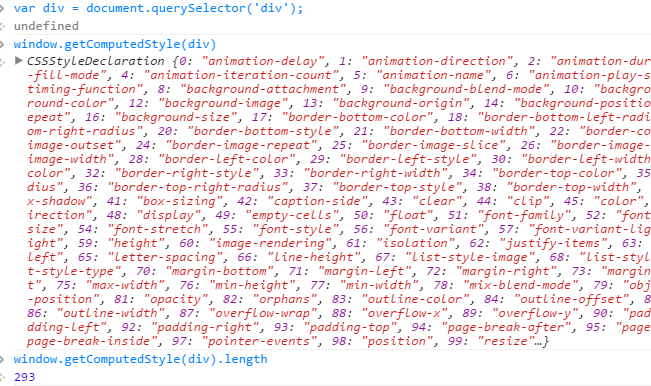 var div = document.querySelector('div');
undefined
window.getComputedStyle(div)
CSSStyleDeclaration {0: "animation-delay", 1: "animation-direction", 2: "animation-dur
-fill-mode", 4: "animation-iteration-count", 5: "animation-name", 6: "animation-play-s
timing-function", 8: "background-attachment", 9: "background-blend-mode", 10: "backgro
round-color", 12: "background-image", 13: "background-origin", 14: "background-positio
epeat", 16: "background-size", 17: "border-bottom-color", 18: "border-bottom-left-radi
om-right-radius", 20: "border-bottom-style", 21: "border-bottom-width", 22: "border-co
image-outset", 24: "border-image-repeat", 25: "border-image-slice", 26: "border-image-
image-width", 28: "border-left-color", 29: "border-left-style", 30: "border-left-width
color", 32: "border-right-style", 33: "border-right-width", 34: "border-top-color", 35
dius", 36: "border-top-right-radius", 37: "border-top-style", 38: "border-top-width",
x-shadow", 41: "box-sizing", 42: "caption-side", 43: "clear", 44: "clip", 45: "color",
irection", 48: "display", 49: "empty-cells", 50: "float", 51: "font-family", 52: "font
size", 54: "font-stretch", 55: "font-style", 56: "font-variant", 57: "font-variant-lig
ight", 59: "height", 60: "image-rendering", 61: "isolation", 62: "justify-items", 63:
left", 65: "letter-spacing", 66: "line-height", 67: "list-style-image", 68: "list-styl
t-style-type", 70: "margin-bottom", 71: "margin-left", 72: "margin-right", 73: "margin
t", 75: "max-width", 76: "min-height", 77: "min-width", 78: "mix-blend-mode", 79: "obj
-position", 81: "opacity", 82: "orphans", 83: "outline-color", 84: "outline-offset", 8
86: "outline-width", 87: "overflow-wrap", 88: "overflow-x", 89: "overflow-y", 90: "pad
dding-left", 92: "padding-right", 93: "padding-top", 94: "page-break-after", 95: "page
page-break-inside", 97: "pointer-events", 98: "position", 99: "resize"…}
window.getComputedStyle(div).length
293